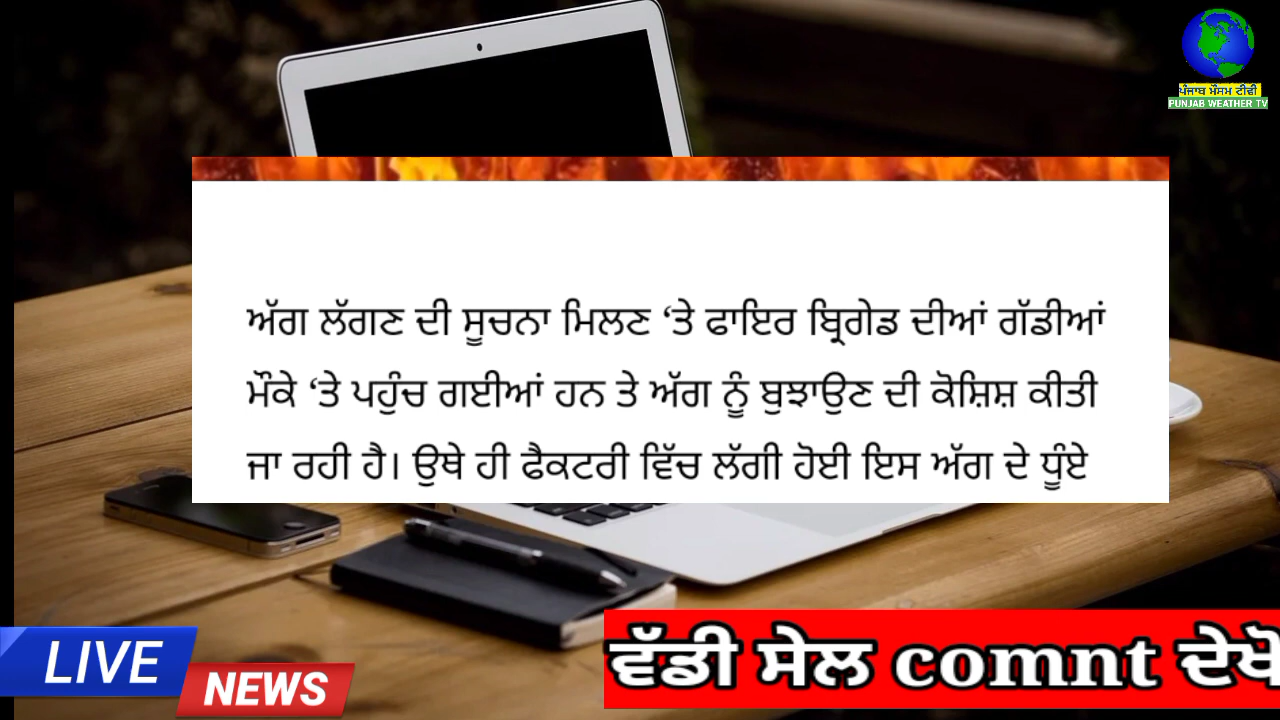 ਪੰਜਾਬ ਮੌਸਮ ਟੀਵੀ
PUNJAB WEATHER TV
ਅੱਗ ਲੱਗਣ ਦੀ ਸੂਚਨਾ ਮਿਲਣ ‘ਤੇ ਫਾਇਰ ਬ੍ਰਿਗੇਡ ਦੀਆਂ ਗੱਡੀਆਂ
ਮੌਕੇ ‘ਤੇ ਪਹੁੰਚ ਗਈਆਂ ਹਨ ਤੇ ਅੱਗ ਨੂੰ ਬੁਝਾਉਣ ਦੀ ਕੋਸ਼ਿਸ਼ ਕੀਤੀ
ਜਾ ਰਹੀ ਹੈ। ਉਥੇ ਹੀ ਫੈਕਟਰੀ ਵਿੱਚ ਲੱਗੀ ਹੋਈ ਇਸ ਅੱਗ ਦੇ ਧੂੰਏ
ਵੱਡੀ ਸੇਲ comnt ਦੇਖੋ
LIVE
NEWS